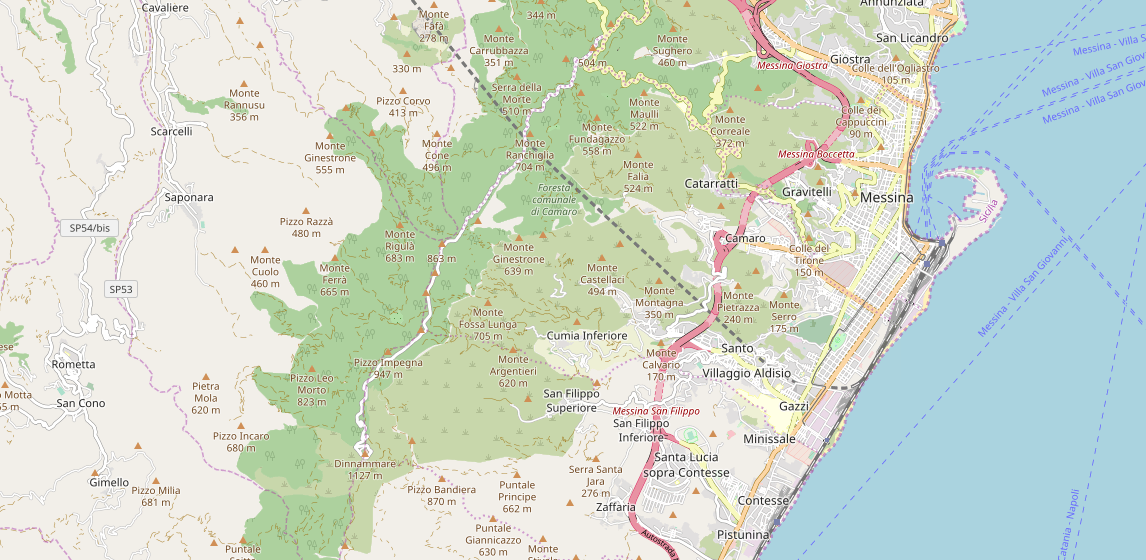 Cavaliere
Monte
Fafà
278 m
344 m
Annunziata
San Licandro
Monte
Carrubbazza
351 m
Monte
Sughero
460 m
504 m
330 m
Giostra
Messina Giostra
Colle dell'Ogliastro
105 m
Messina - Villa S
Messina - Villa San Giov
Messina - Villa San Giov
Monte
Rannusu
356 m
Pizzo Corvo
413 m
Serra della
Morte
510 m
Monte
Maulli
522 m
Colle dei
Cappuccini
90 m
Scarcelli
Monte
Ginestrone
555 m
Monte
Cone
496 m
Monte
Ranchiglia
704 m
Monte
Fundagazzo
558 m
Monte
Correale
372 m
Messina Boccetta
Monte
Falia
524 m
Catarratti
Gravitelli
Messina
Saponara
Foresta
comunale
di Camaro
Sicilia
SP54/bis
Pizzo Razzà
480 m
Monte
Rigulà
683 m
863 m
Monte
Ginestrone
639 m
Camaro
Colle del
Tirone
150 m
Messina - Villa San Giovanni
Monte
Cuolo
460 m
Monte
Ferrà
665 m
Monte
Castellaci
494 m
SP53
Monte
Montagna
350 m
Monte
Pietrazza
240 m
Monte
Serro
175 m
Monte
Fossa Lunga
705 m
Cumia Inferiore
Santo
Rometta
Pizzo Impegna
947 m
Monte
Argentieri
620 m
Monte
Calvario
170 m
Villaggio Aldisio
Pizzo Leo
Morto
823 m
Pietra
Mola
620 m
San Cono
San Filippo
Superiore
Messina San Filippo
San Filippo
Inferiore
Gazzi
Pizzo Incaro
680 m
Minissale
Dinnammare
1127 m
Santa Lucia
sopra Contesse
Gimello
Pizzo Milia
681 m
Pizzo Bandiera
870 m
Puntale
Principe
662 m
Serra Santa
Jara
276 m
Zaffaria
Contesse
Puntale
Giannicazzo
630 m
Pistunina
Catania - Napoli
Autostrada
Puntale
Monte